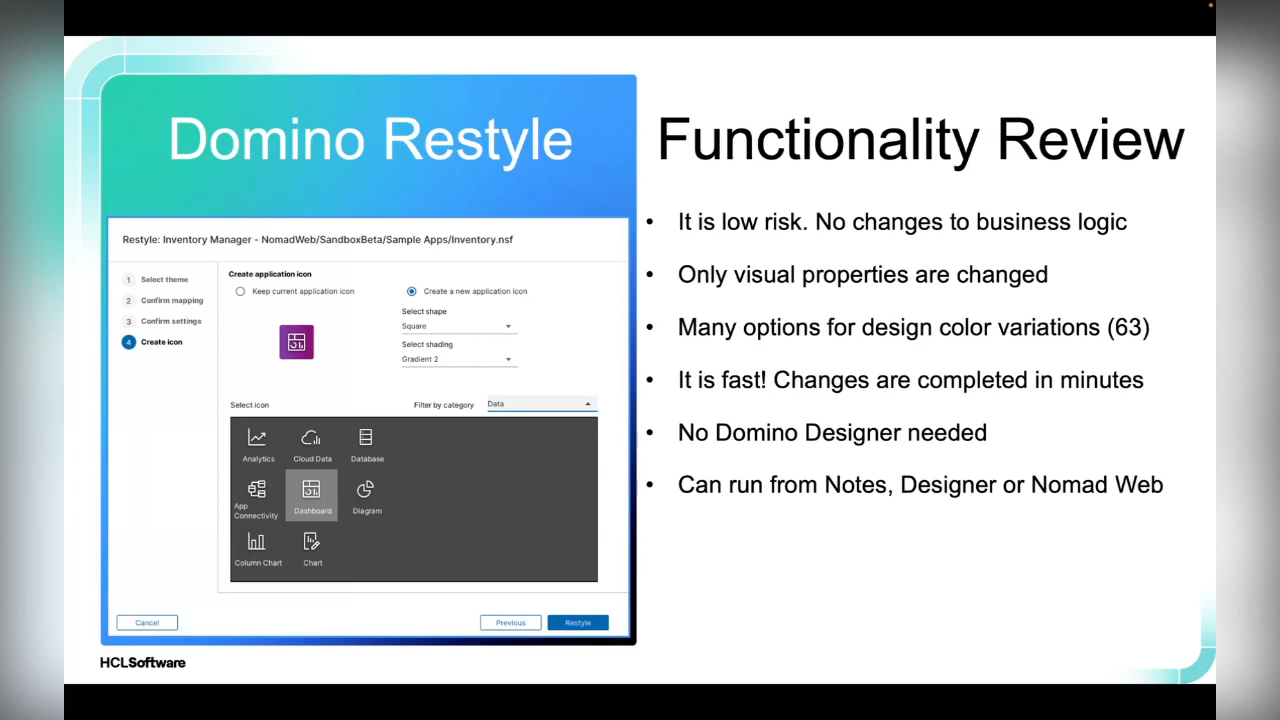 Domino Restyle
Functionality Review
Restyle: Inventory Manager - NomadWeb/SandboxBeta/Sample Apps/Inventory.nsf
1 Select theme
2 Confirm mapping
3 Confirm settings
4 Create icon
Create application icon
Keep current application icon
Create a new application icon
Select shape
Square
Select shading
Gradient 2
Select icon
Filter by category
Data
Analytics
Cloud Data
Database
App
Connectivity
Dashboard
Diagram
Column Chart
Chart
Cancel
Previous
Restyle
• It is low risk. No changes to business logic
• Only visual properties are changed
• Many options for design color variations (63)
• It is fast! Changes are completed in minutes
• No Domino Designer needed
• Can run from Notes, Designer or Nomad Web
HCLSoftware